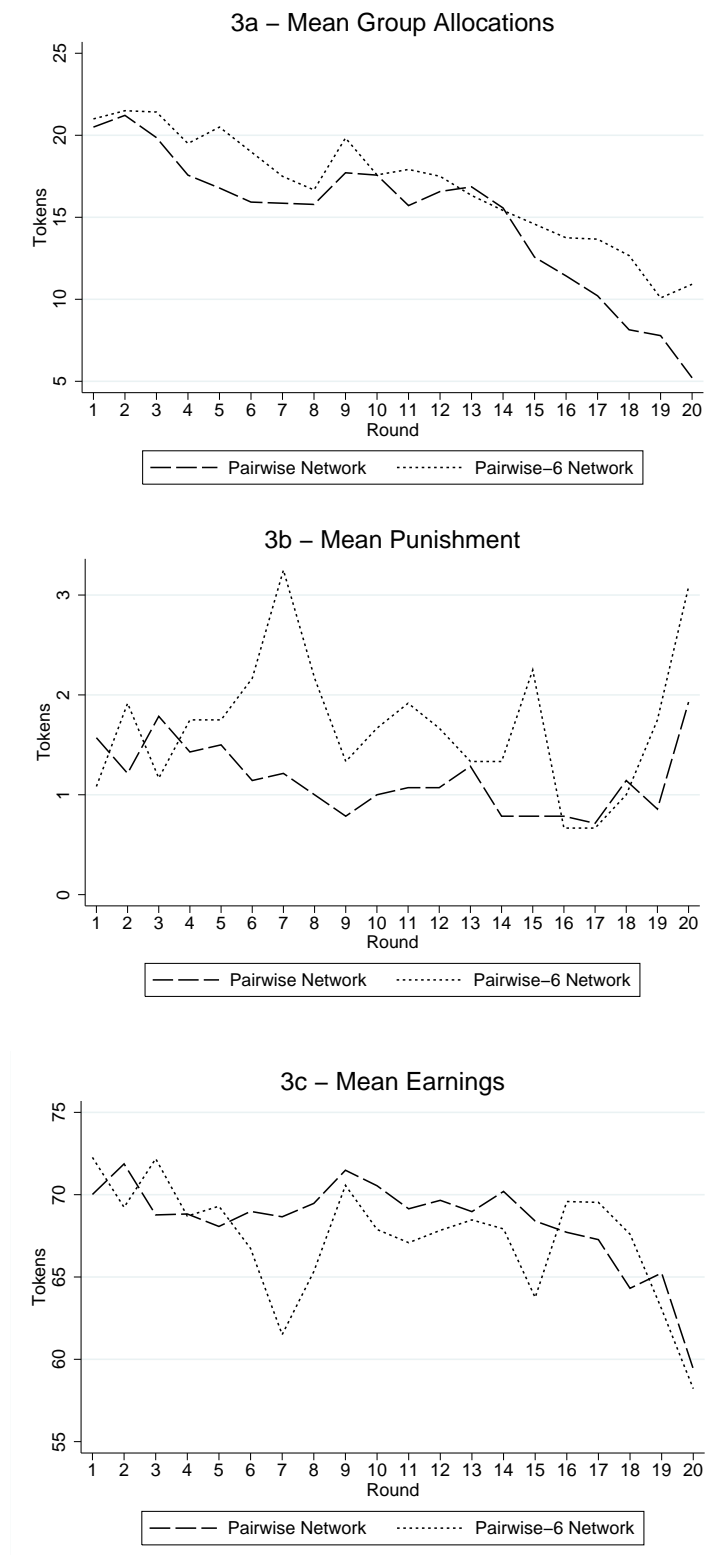 3a – Mean Group Allocations
25
20
15
10
5
Tokens
1 2 3 4 5 6 7 8 9 10 11 12 13 14 15 16 17 18 19 20
Round
Pairwise Network Pairwise–6 Network
3b – Mean Punishment
3
2
1
0
Tokens
1 2 3 4 5 6 7 8 9 10 11 12 13 14 15 16 17 18 19 20
Round
Pairwise Network Pairwise–6 Network
3c – Mean Earnings
75
70
65
60
55
Tokens
1 2 3 4 5 6 7 8 9 10 11 12 13 14 15 16 17 18 19 20
Round
Pairwise Network Pairwise–6 Network